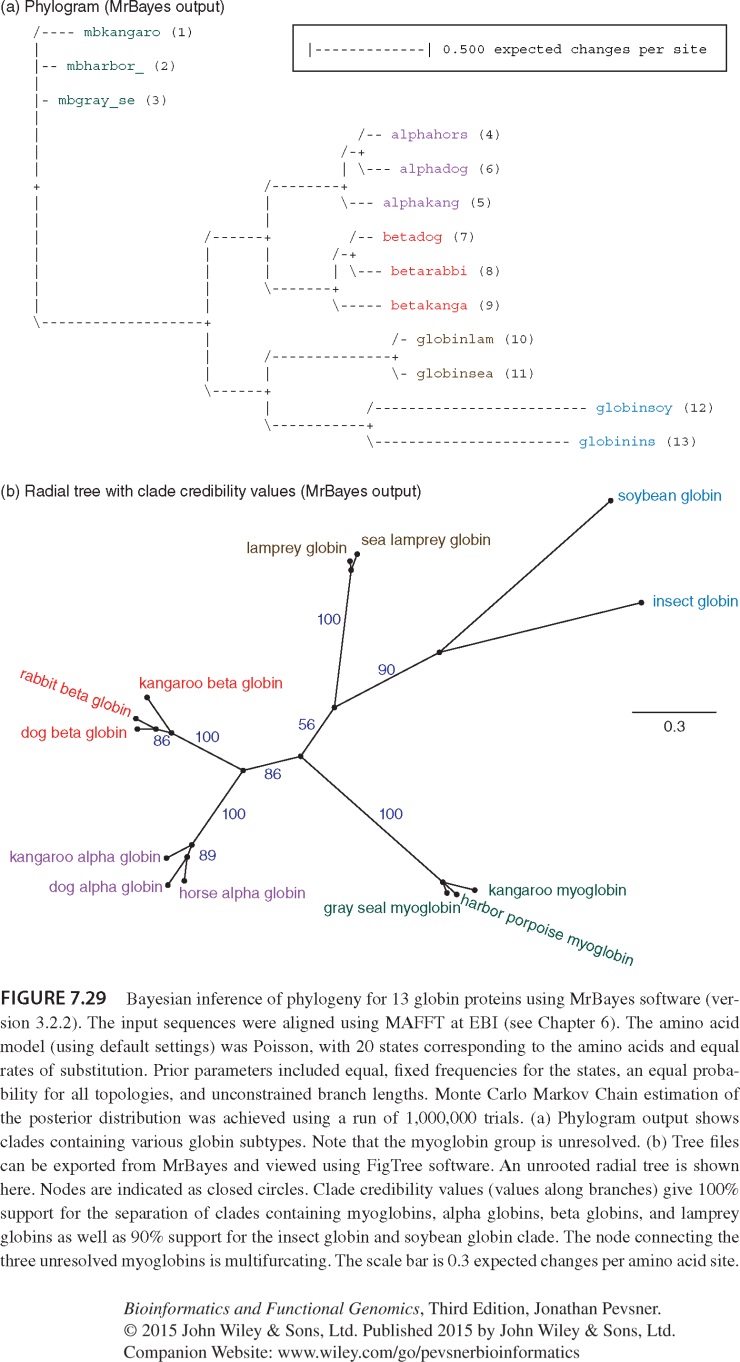 (a) Phylogram (MrBayes output)
/---- mbkangaro (1)
|-------------| 0.500 expected changes per site
|-- mbharbor_ (2)
|- mbgray_se (3)
/-- alphahors (4)
/-+
| \--- alphadog (6)
/--------+
\--- alphakang (5)
/------+
/-- betadog (7)
/-+
| \--- betarabbi (8)
\-------+
\----- betakanga (9)
\--------------------+
/- globinlam (10)
/--------------+
\- globinsea (11)
\------+
/------------------------- globinsoy (12)
\-----------+
\----------------------- globinins (13)
(b) Radial tree with clade credibility values (MrBayes output)
soybean globin
lamprey globin
sea lamprey globin
insect globin
100
90
rabbit beta globin
kangaroo beta globin
dog beta globin
86
100
56
0.3
86
100
100
kangaroo alpha globin
89
dog alpha globin
horse alpha globin
kangaroo myoglobin
gray seal myoglobin
harbor porpoise myoglobin
FIGURE 7.29 Bayesian inference of phylogeny for 13 globin proteins using MrBayes software (ver-
sion 3.2.2). The input sequences were aligned using MAFFT at EBI (see Chapter 6). The amino acid
model (using default settings) was Poisson, with 20 states corresponding to the amino acids and equal
rates of substitution. Prior parameters included equal, fixed frequencies for the states, an equal proba-
bility for all topologies, and unconstrained branch lengths. Monte Carlo Markov Chain estimation of
the posterior distribution was achieved using a run of 1,000,000 trials. (a) Phylogram output shows
clades containing various globin subtypes. Note that the myoglobin group is unresolved. (b) Tree files
can be exported from MrBayes and viewed using FigTree software. An unrooted radial tree is shown
here. Nodes are indicated as closed circles. Clade credibility values (values along branches) give 100%
support for the separation of clades containing myoglobins, alpha globins, beta globins, and lamprey
globins as well as 90% support for the insect globin and soybean globin clade. The node connecting the
three unresolved myoglobins is multifurcating. The scale bar is 0.3 expected changes per amino acid site.
Bioinformatics and Functional Genomics, Third Edition, Jonathan Pevsner.
© 2015 John Wiley & Sons, Ltd. Published 2015 by John Wiley & Sons, Ltd.
Companion Website: www.wiley.com/go/pevsnerbioinformatics